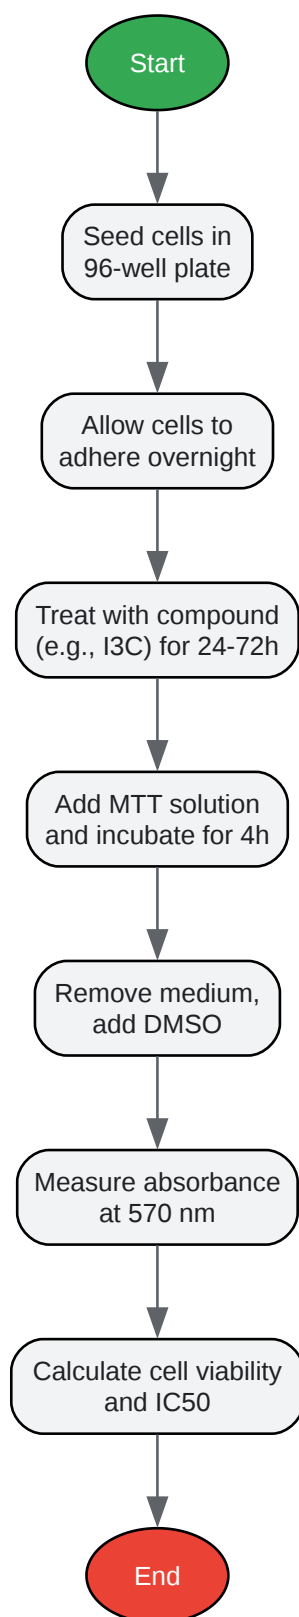 Start
Seed cells in
96-well plate
Allow cells to
adhere overnight
Treat with compound
(e.g., I3C) for 24-72h
Add MTT solution
and incubate for 4h
Remove medium,
add DMSO
Measure absorbance
at 570 nm
Calculate cell viability
and IC50
End